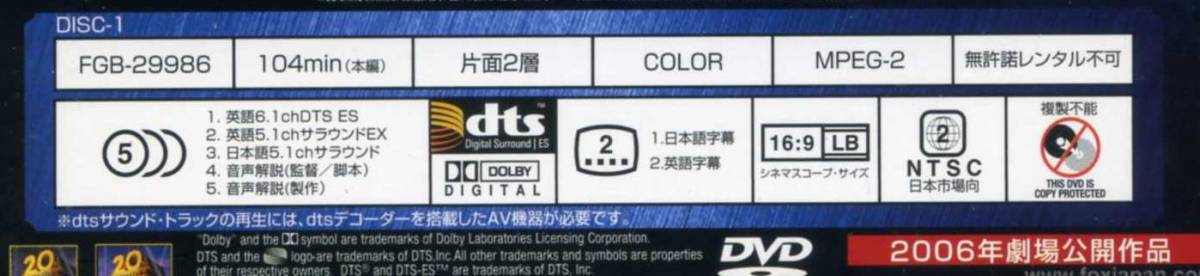 DISC-1
FGB-29986
104min(本編)
片面2層
COLOR
MPEG-2
無許諾レンタル不可
5
1. 英語6.1chDTS ES
2. 英語5.1chサラウンドEX
3. 日本語5.1chサラウンド
4. 音声解説(監督/脚本)
5. 音声解説(製作)
dts™
Digital Surround | ES
DOLBY
DIGITAL
2
1.日本語字幕
2.英語字幕
16:9 LB
シネマスコープ・サイズ
2
NTSC
日本市場向
複製不能
THIS DVD IS
COPY PROTECTED
※dtsサウンド・トラックの再生には、dtsデコーダーを搭載したAV機器が必要です。
"Dolby" and the symbol are trademarks of Dolby Laboratories Licensing Corporation.
DTS and the logo are trademarks of DTS,Inc.All other trademarks and symbols are properties
of their respective owners. DTS® and DTS-ES™ are trademarks of DTS, Inc.
20
20
DVD
2006年劇場公開作品